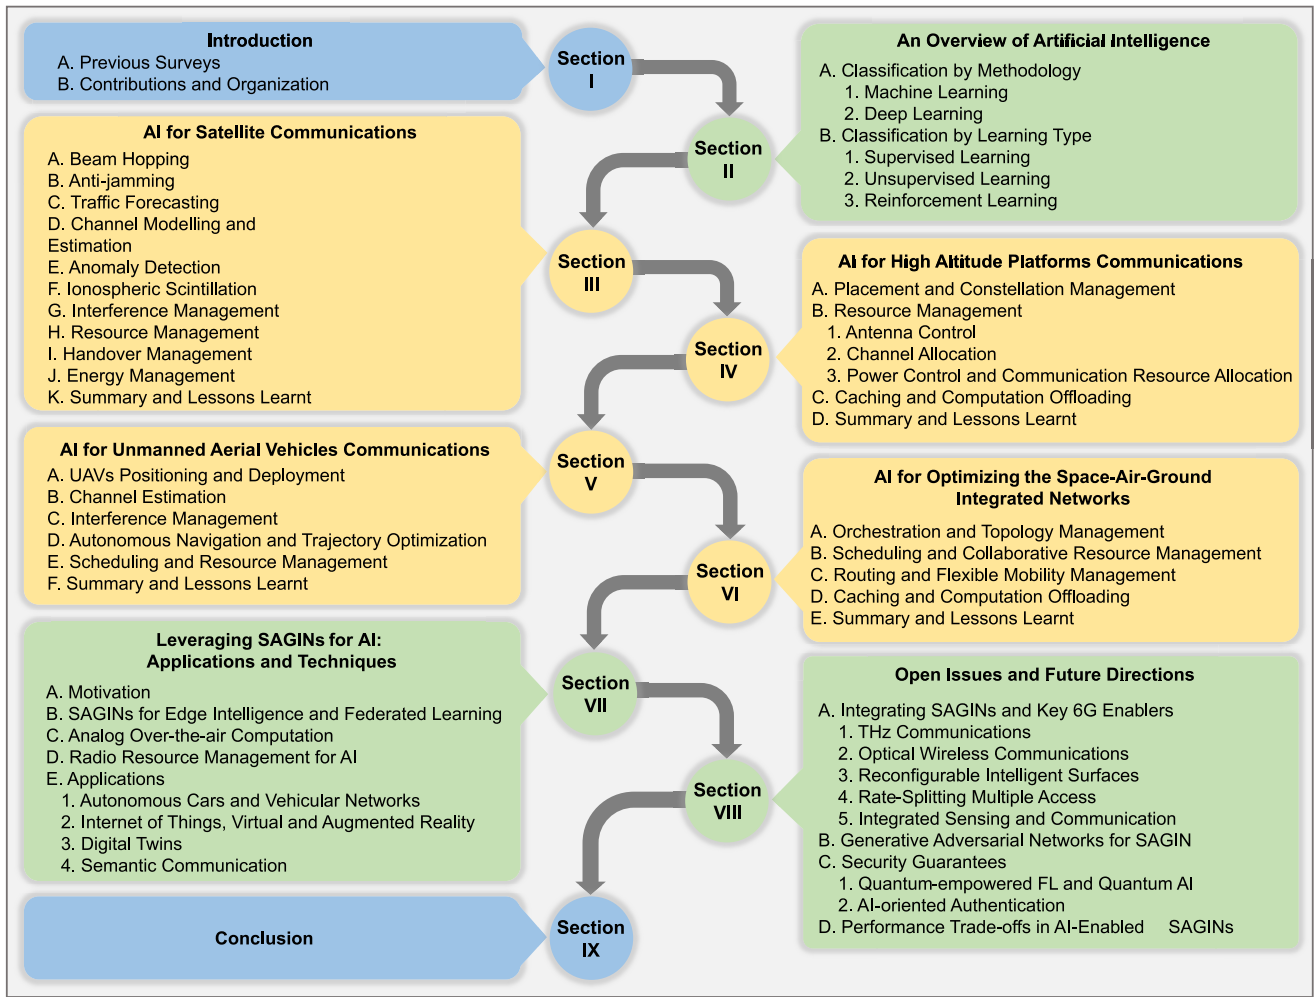 Introduction
A. Previous Surveys
B. Contributions and Organization
Section
I
An Overview of Artificial Intelligence
A. Classification by Methodology
1. Machine Learning
2. Deep Learning
B. Classification by Learning Type
1. Supervised Learning
2. Unsupervised Learning
3. Reinforcement Learning
Section
II
AI for Satellite Communications
A. Beam Hopping
B. Anti-jamming
C. Traffic Forecasting
D. Channel Modelling and
Estimation
E. Anomaly Detection
F. Ionospheric Scintillation
G. Interference Management
H. Resource Management
I. Handover Management
J. Energy Management
K. Summary and Lessons Learnt
Section
III
AI for High Altitude Platforms Communications
A. Placement and Constellation Management
B. Resource Management
1. Antenna Control
2. Channel Allocation
3. Power Control and Communication Resource Allocation
C. Caching and Computation Offloading
D. Summary and Lessons Learnt
Section
IV
AI for Unmanned Aerial Vehicles Communications
A. UAVs Positioning and Deployment
B. Channel Estimation
C. Interference Management
D. Autonomous Navigation and Trajectory Optimization
E. Scheduling and Resource Management
F. Summary and Lessons Learnt
Section
V
AI for Optimizing the Space-Air-Ground
Integrated Networks
A. Orchestration and Topology Management
B. Scheduling and Collaborative Resource Management
C. Routing and Flexible Mobility Management
D. Caching and Computation Offloading
E. Summary and Lessons Learnt
Section
VI
Leveraging SAGINs for AI:
Applications and Techniques
A. Motivation
B. SAGINs for Edge Intelligence and Federated Learning
C. Analog Over-the-air Computation
D. Radio Resource Management for AI
E. Applications
1. Autonomous Cars and Vehicular Networks
2. Internet of Things, Virtual and Augmented Reality
3. Digital Twins
4. Semantic Communication
Section
VII
Open Issues and Future Directions
A. Integrating SAGINs and Key 6G Enablers
1. THz Communications
2. Optical Wireless Communications
3. Reconfigurable Intelligent Surfaces
4. Rate-Splitting Multiple Access
5. Integrated Sensing and Communication
B. Generative Adversarial Networks for SAGIN
C. Security Guarantees
1. Quantum-empowered FL and Quantum AI
2. AI-oriented Authentication
D. Performance Trade-offs in AI-Enabled SAGINs
Section
VIII
Conclusion
Section
IX